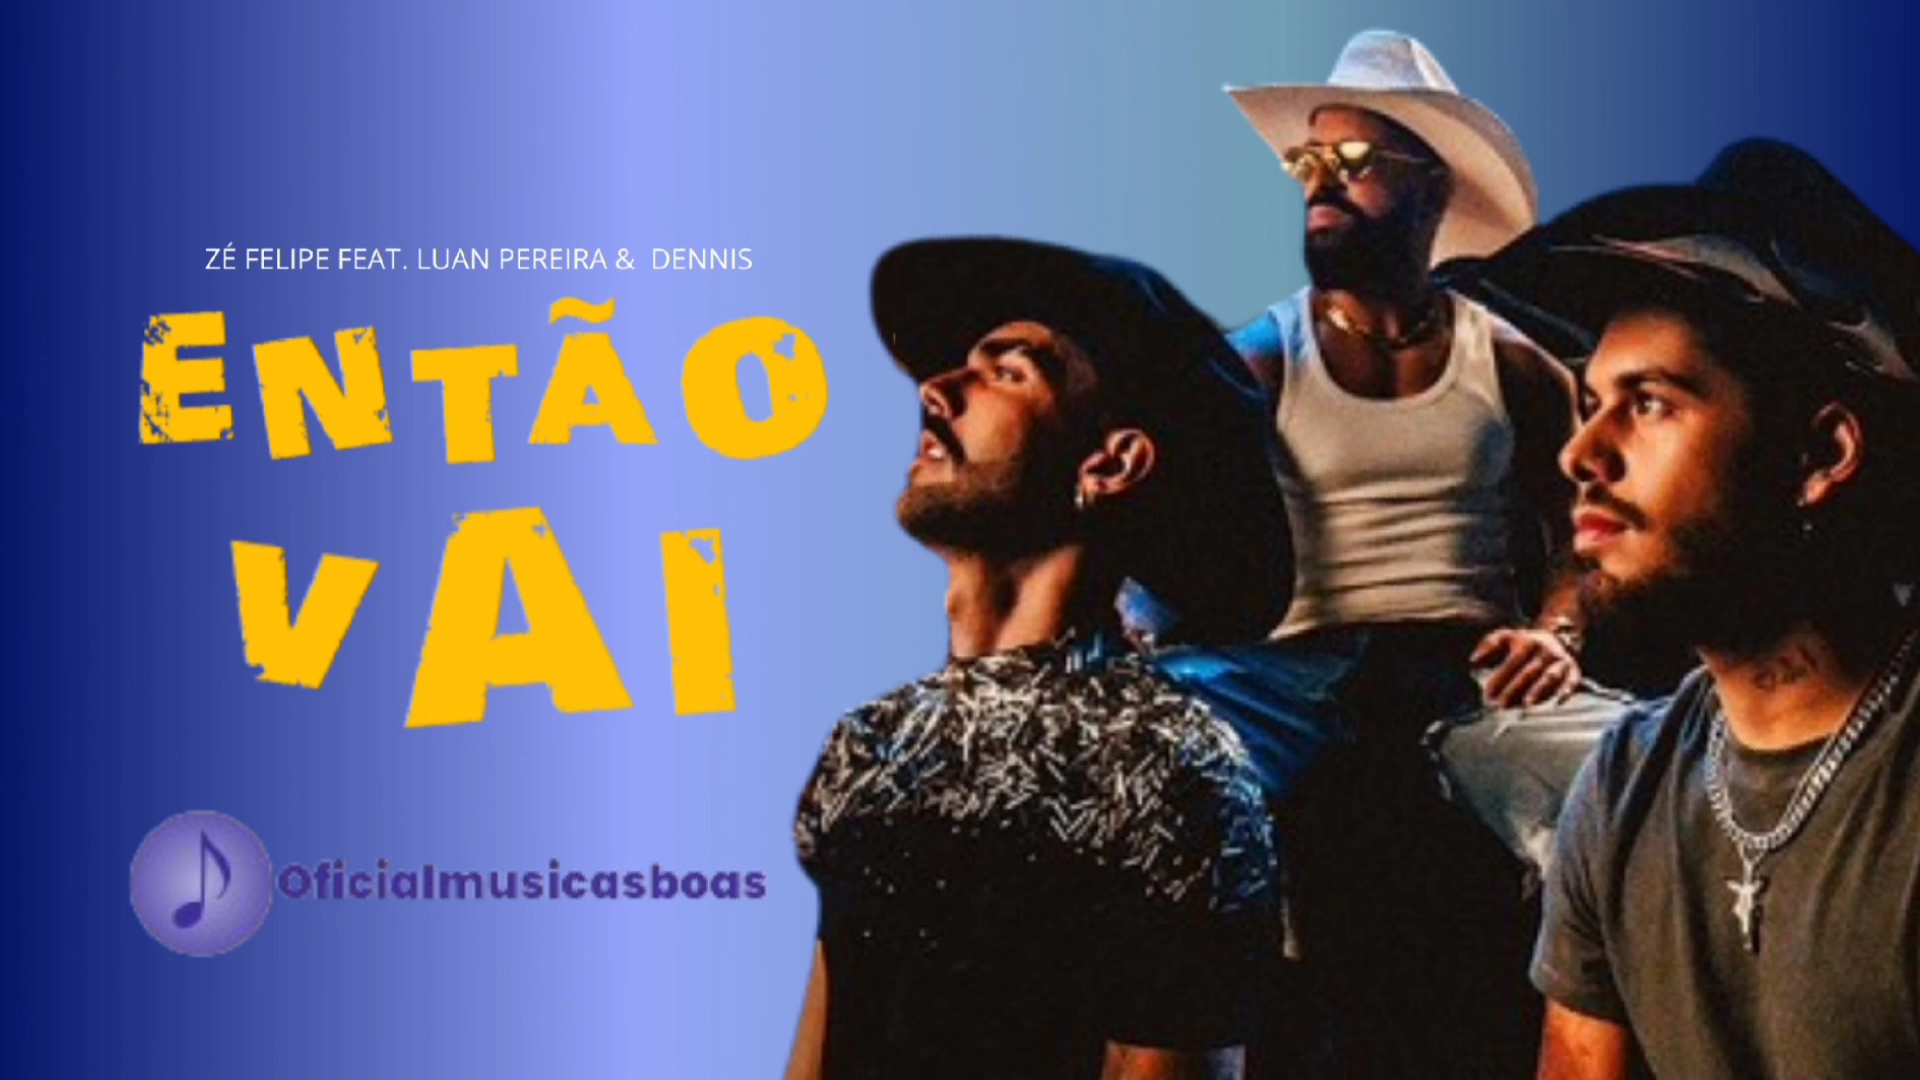 ZÉ FELIPE FEAT. LUAN PEREIRA & DENNIS
ENTÃO
VAI
Oficialmusicasboas